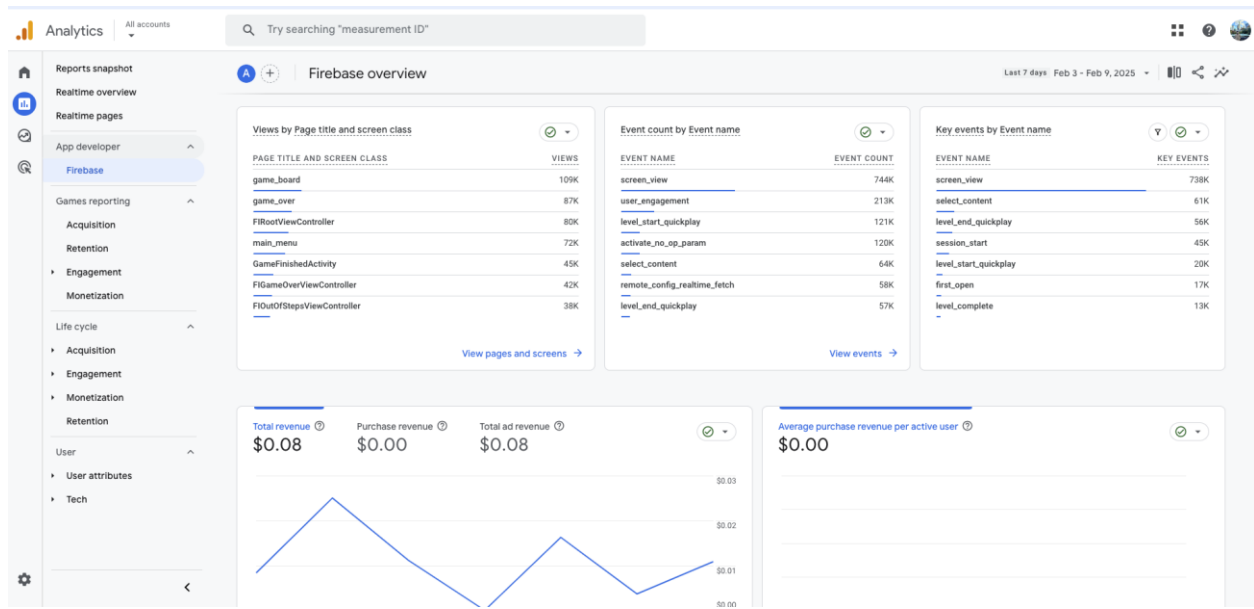 Analytics
All accounts
Try searching "measurement ID"
Reports snapshot
Realtime overview
Realtime pages
App developer
Firebase
Games reporting
Acquisition
Retention
Engagement
Monetization
Life cycle
Acquisition
Engagement
Monetization
Retention
User
User attributes
Tech
A
Firebase overview
Last 7 days Feb 3 - Feb 9, 2025
Views by Page title and screen class
PAGE TITLE AND SCREEN CLASS VIEWS
game_board 109K
game_over 87K
FIRootViewController 80K
main_menu 72K
GameFinishedActivity 45K
FIGameOverViewController 42K
FIOutOfStepsViewController 38K
View pages and screens
Event count by Event name
EVENT NAME EVENT COUNT
screen_view 744K
user_engagement 213K
level_start_quickplay 121K
activate_no_op_param 120K
select_content 64K
remote_config_realtime_fetch 58K
level_end_quickplay 57K
View events
Key events by Event name
EVENT NAME KEY EVENTS
screen_view 738K
select_content 61K
level_end_quickplay 56K
session_start 45K
level_start_quickplay 20K
first_open 17K
level_complete 13K
Total revenue Purchase revenue Total ad revenue
$0.08 $0.00 $0.08
$0.03
$0.02
$0.01
$0.00
Average purchase revenue per active user
$0.00